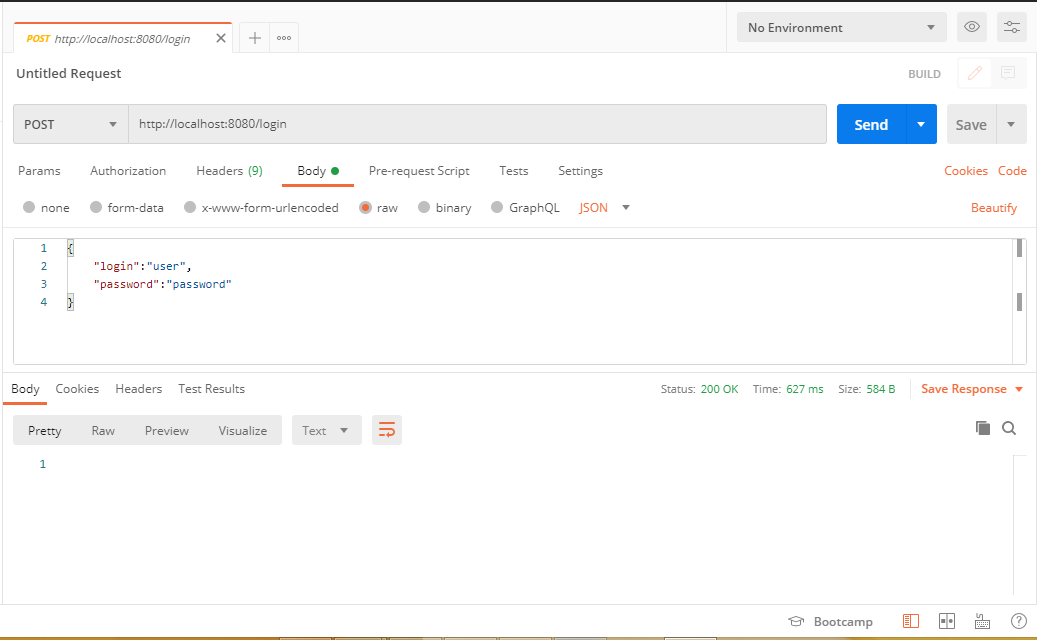 POST http://localhost:8080/login
No Environment
Untitled Request
BUILD
POST http://localhost:8080/login Send Save
Params Authorization Headers (9) Body Pre-request Script Tests Settings Cookies Code
none form-data x-www-form-urlencoded raw binary GraphQL JSON Beautify
1 {
2 "login":"user",
3 "password":"password"
4 }
Body Cookies Headers Test Results Status: 200 OK Time: 627 ms Size: 584 B Save Response
Pretty Raw Preview Visualize Text
1
Bootcamp